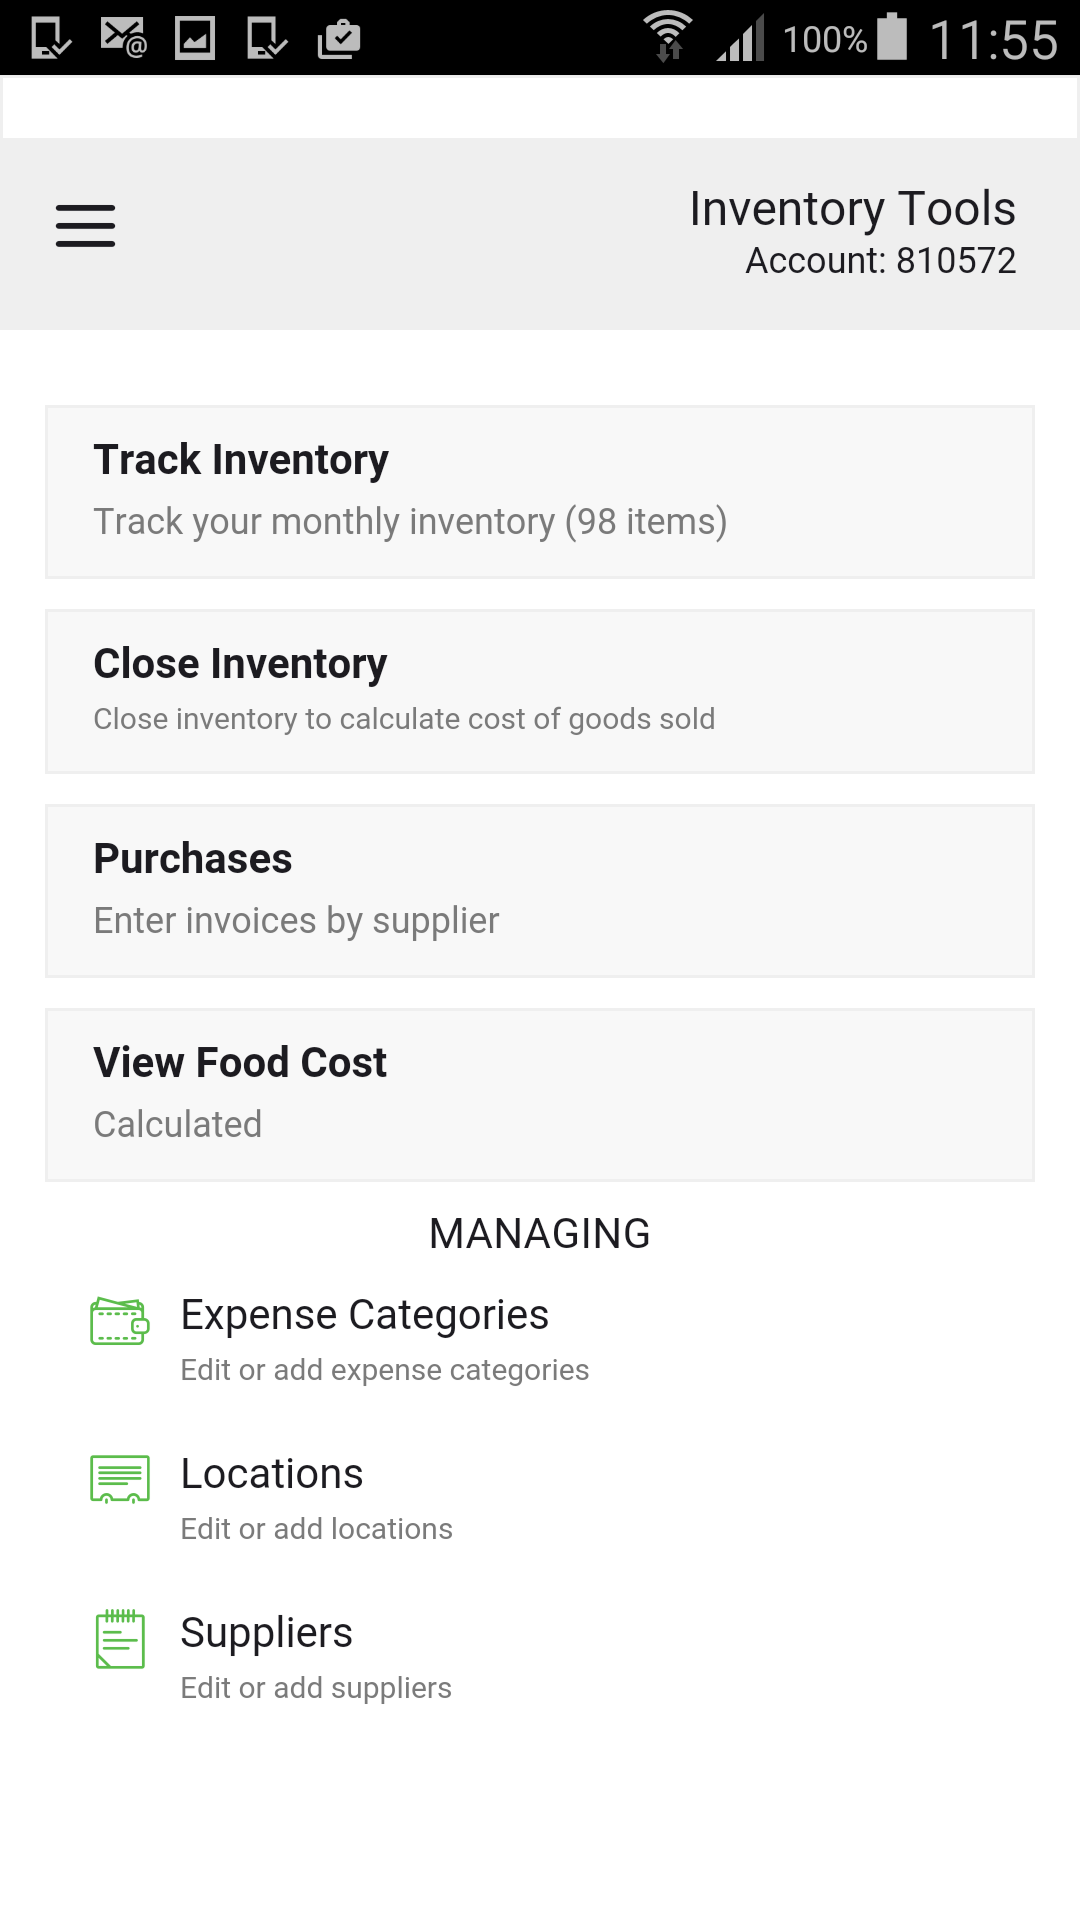 100% 11:55
Inventory Tools
Account: 810572
Track Inventory
Track your monthly inventory (98 items)
Close Inventory
Close inventory to calculate cost of goods sold
Purchases
Enter invoices by supplier
View Food Cost
Calculated
MANAGING
Expense Categories
Edit or add expense categories
Locations
Edit or add locations
Suppliers
Edit or add suppliers